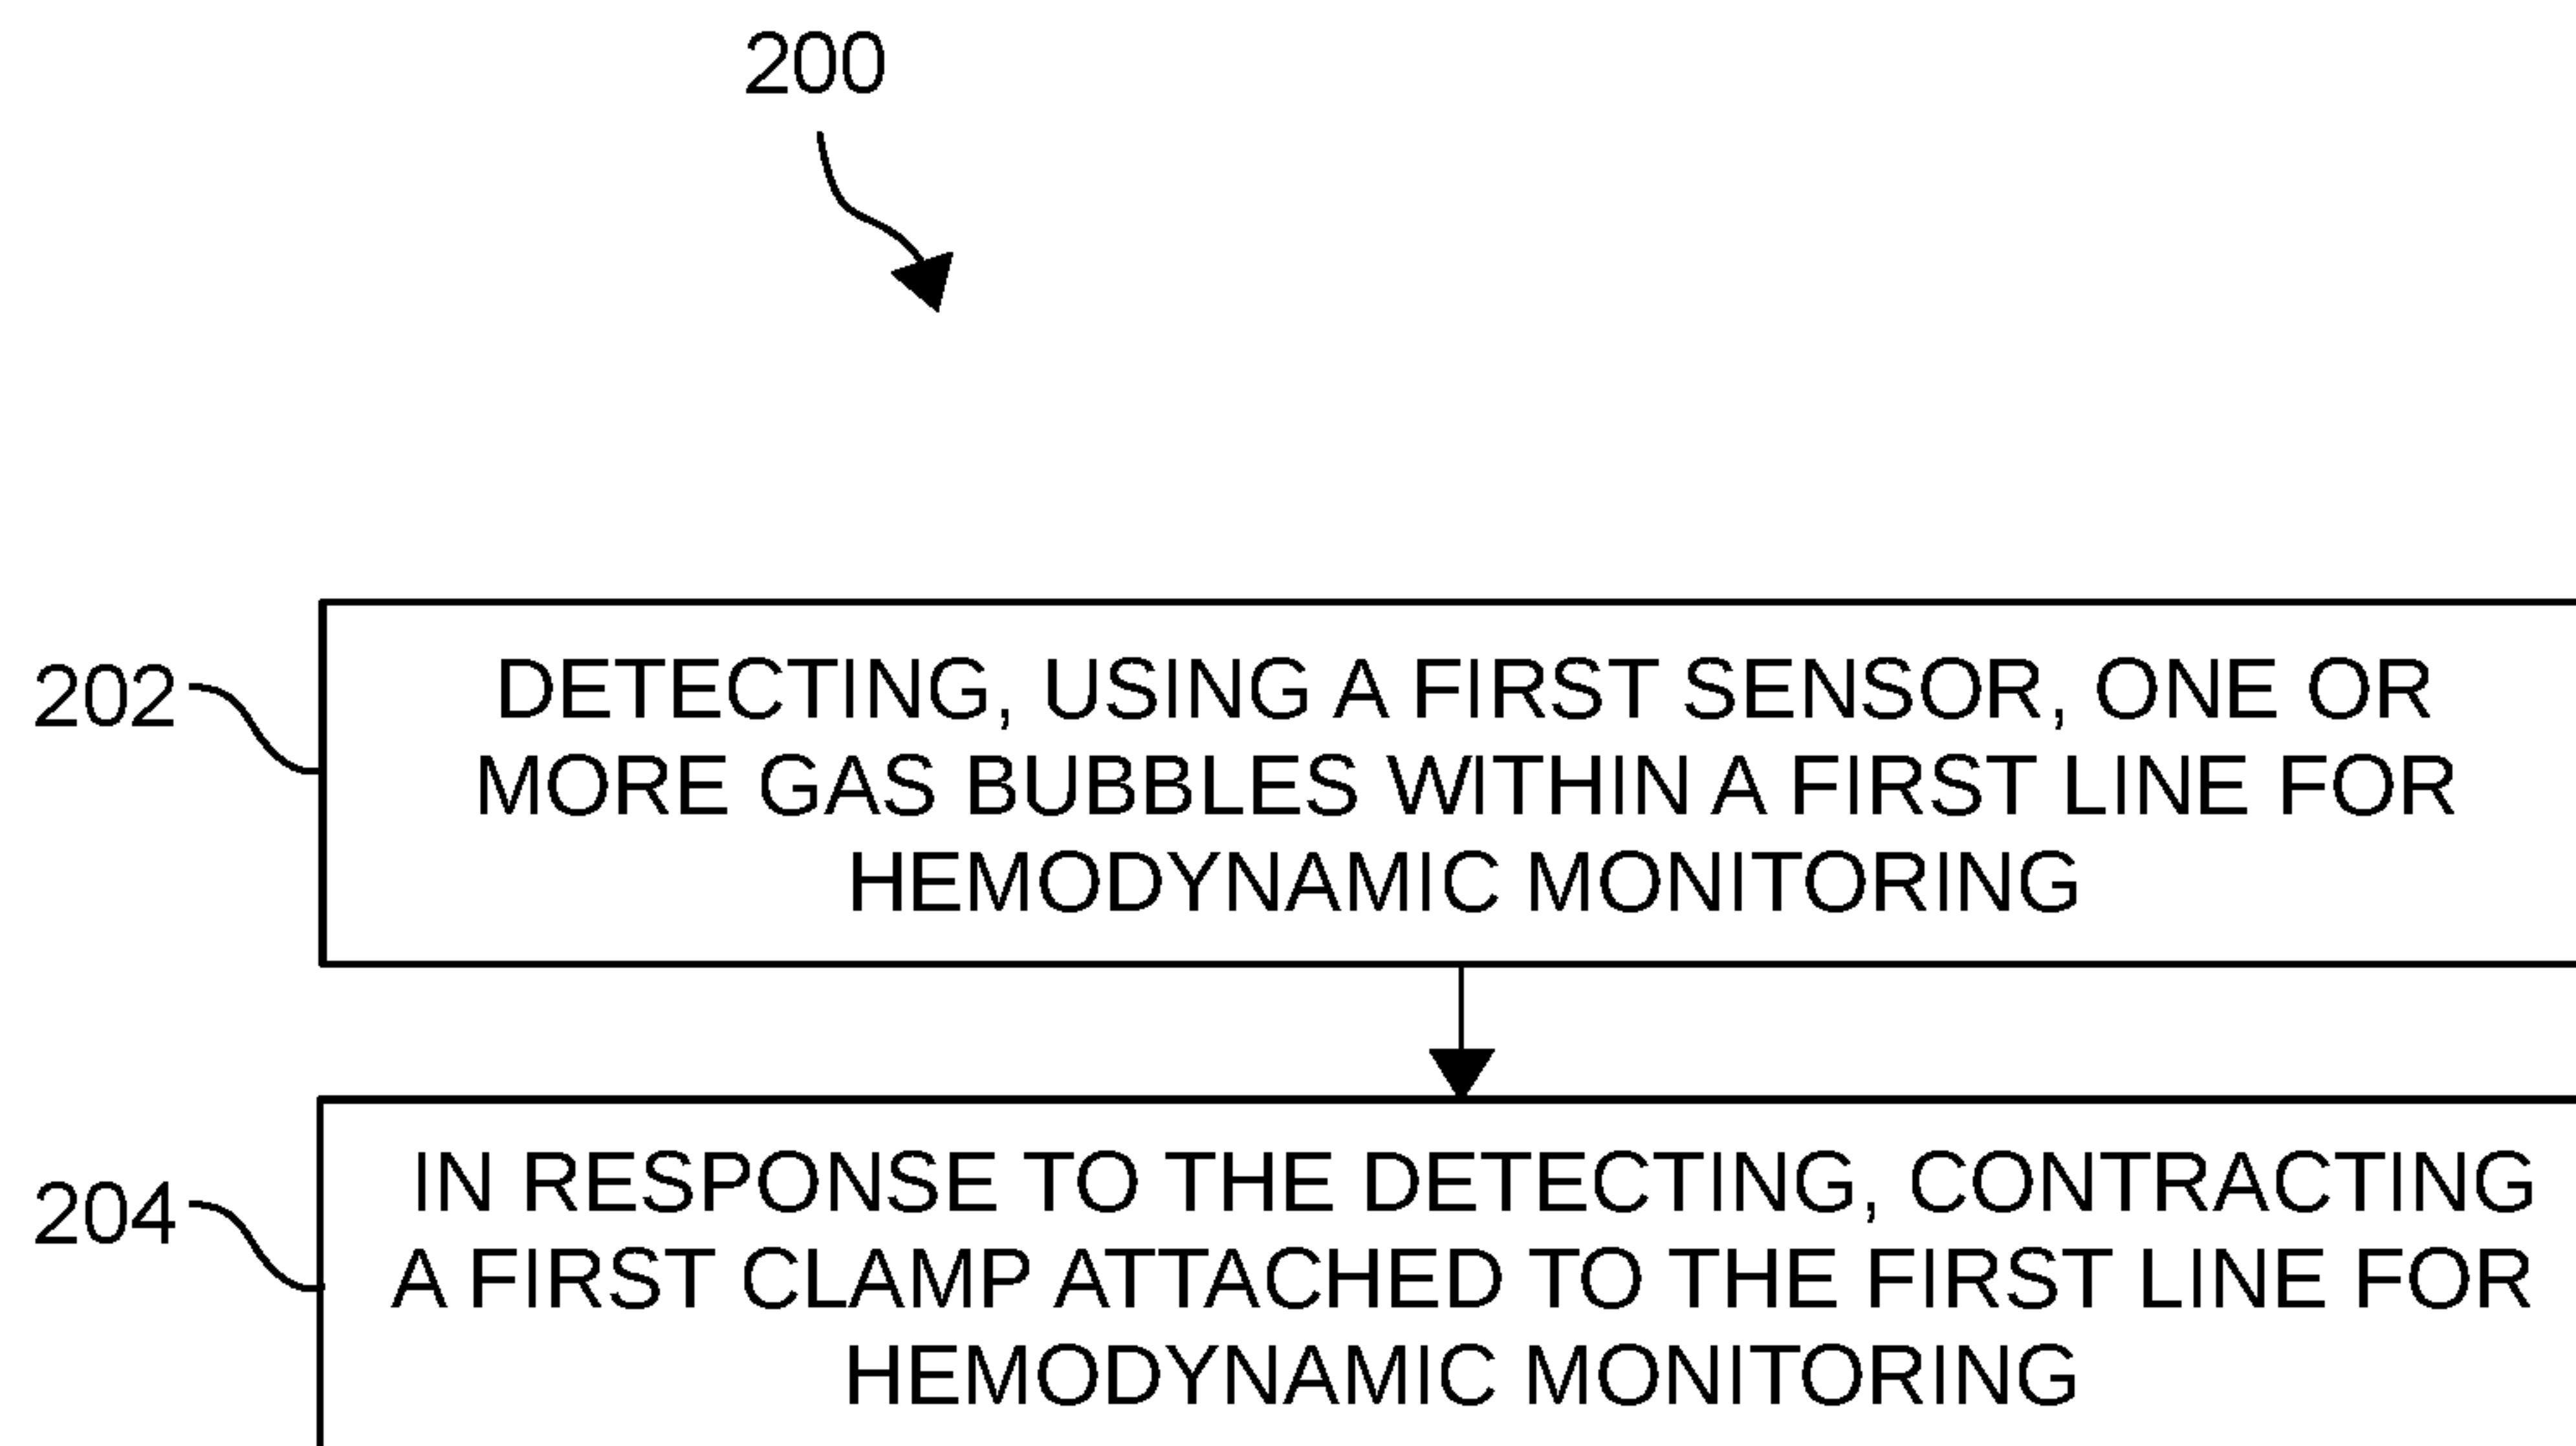 200
202
DETECTING, USING A FIRST SENSOR, ONE OR
MORE GAS BUBBLES WITHIN A FIRST LINE FOR
HEMODYNAMIC MONITORING
204
IN RESPONSE TO THE DETECTING, CONTRACTING
A FIRST CLAMP ATTACHED TO THE FIRST LINE FOR
HEMODYNAMIC MONITORING